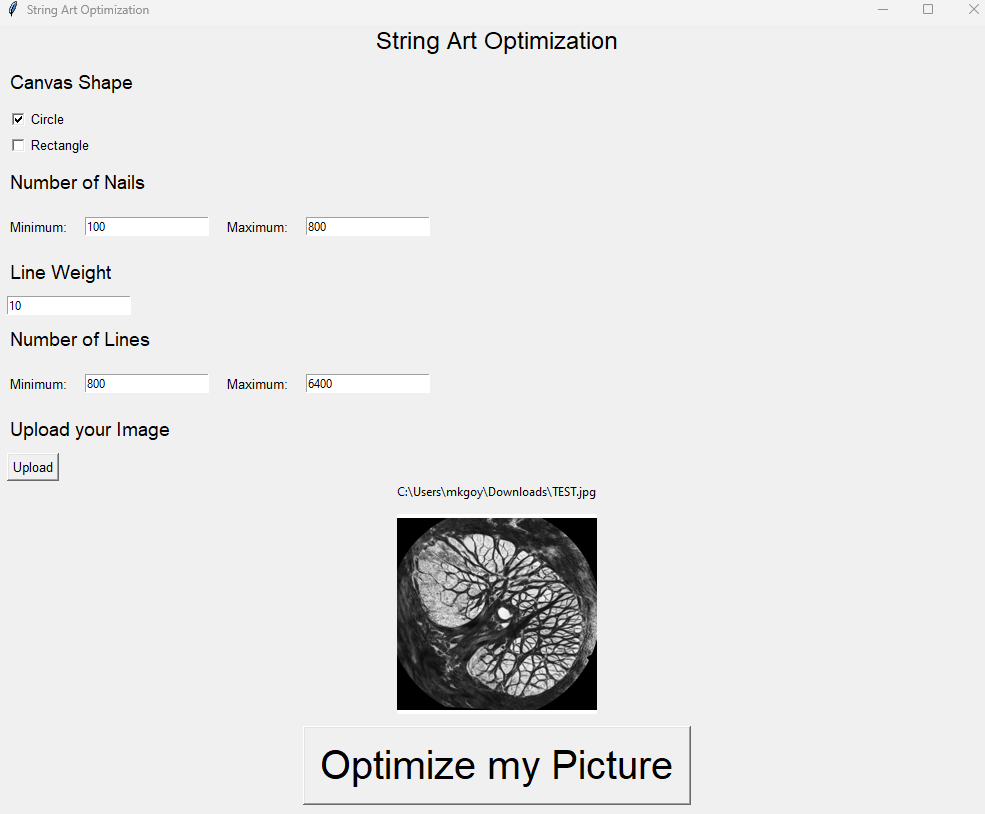 String Art Optimization
String Art Optimization
Canvas Shape
Circle
Rectangle
Number of Nails
Minimum: 100 Maximum: 800
Line Weight
10
Number of Lines
Minimum: 800 Maximum: 6400
Upload your Image
Upload
C:\Users\mkgoy\Downloads\TEST.jpg
Optimize my Picture